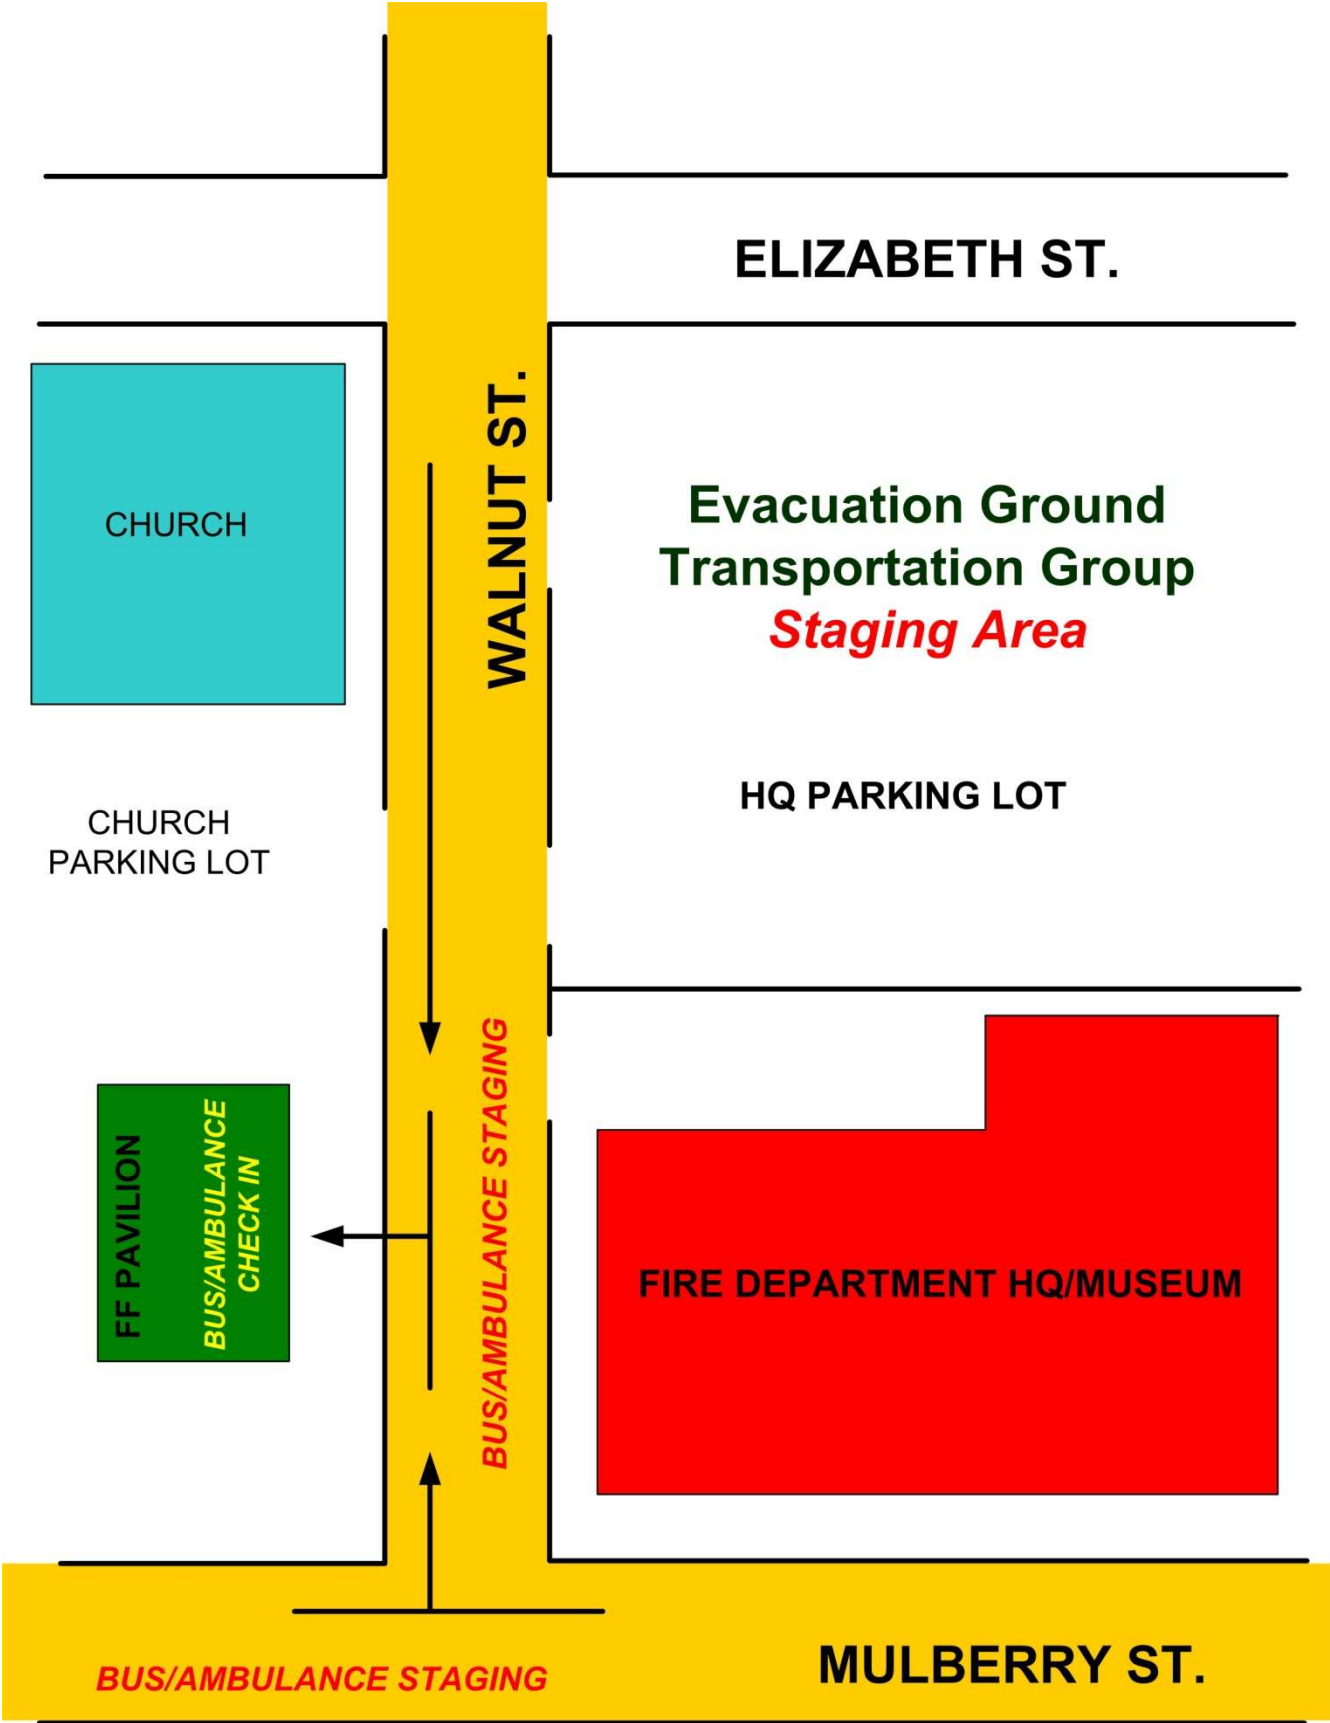 ELIZABETH ST.
WALNUT ST.
CHURCH
Evacuation Ground
Transportation Group
Staging Area
HQ PARKING LOT
CHURCH
PARKING LOT
FF PAVILION
BUS/AMBULANCE
CHECK IN
BUS/AMBULANCE STAGING
FIRE DEPARTMENT HQ/MUSEUM
BUS/AMBULANCE STAGING
MULBERRY ST.